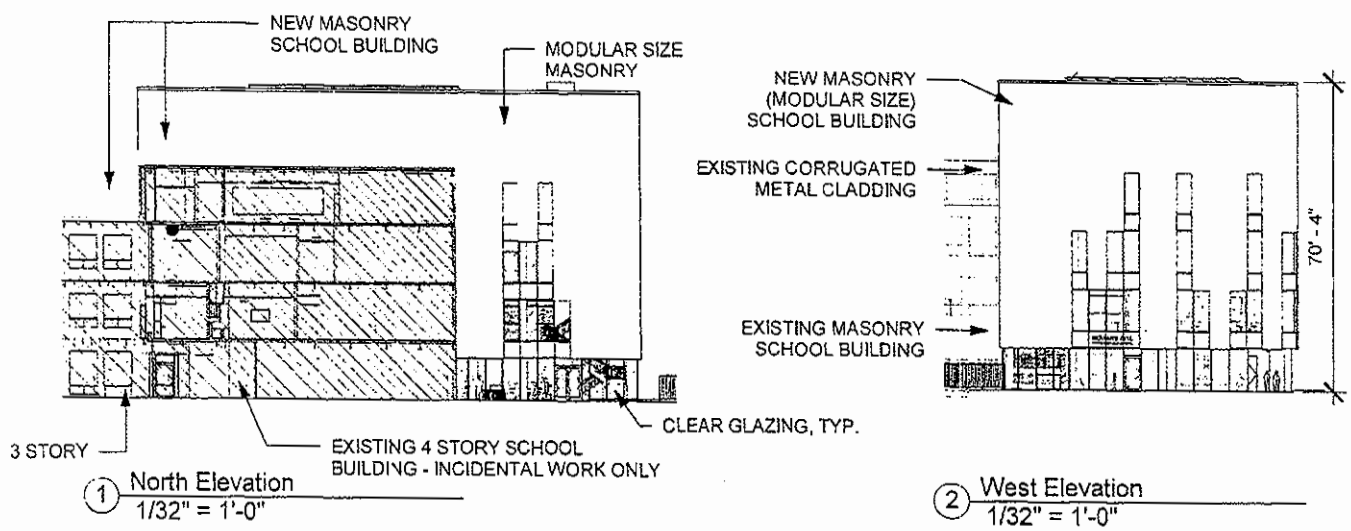 NEW MASONRY
SCHOOL BUILDING
MODULAR SIZE
MASONRY
3 STORY
EXISTING 4 STORY SCHOOL
BUILDING - INCIDENTAL WORK ONLY
CLEAR GLAZING, TYP.
1 North Elevation
1/32" = 1'-0"
NEW MASONRY
(MODULAR SIZE)
SCHOOL BUILDING
EXISTING CORRUGATED
METAL CLADDING
EXISTING MASONRY
SCHOOL BUILDING
70' - 4"
2 West Elevation
1/32" = 1'-0"